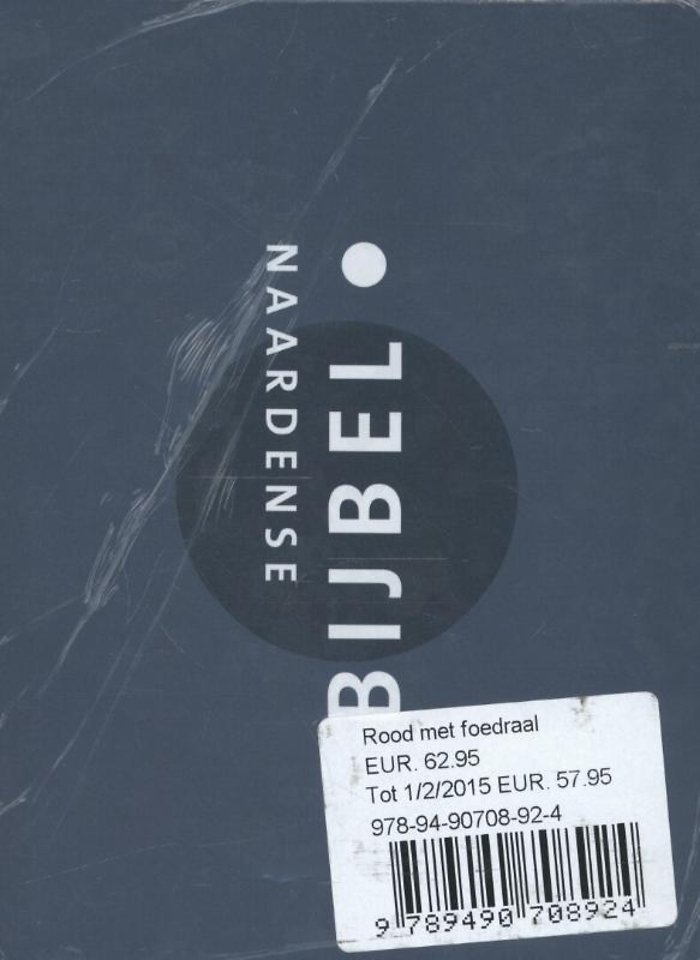 NAARDENSE
BIJBEL
Rood met foedraal
EUR. 62.95
Tot 1/2/2015 EUR. 57.95
978-94-90708-92-4
9 789490 708924